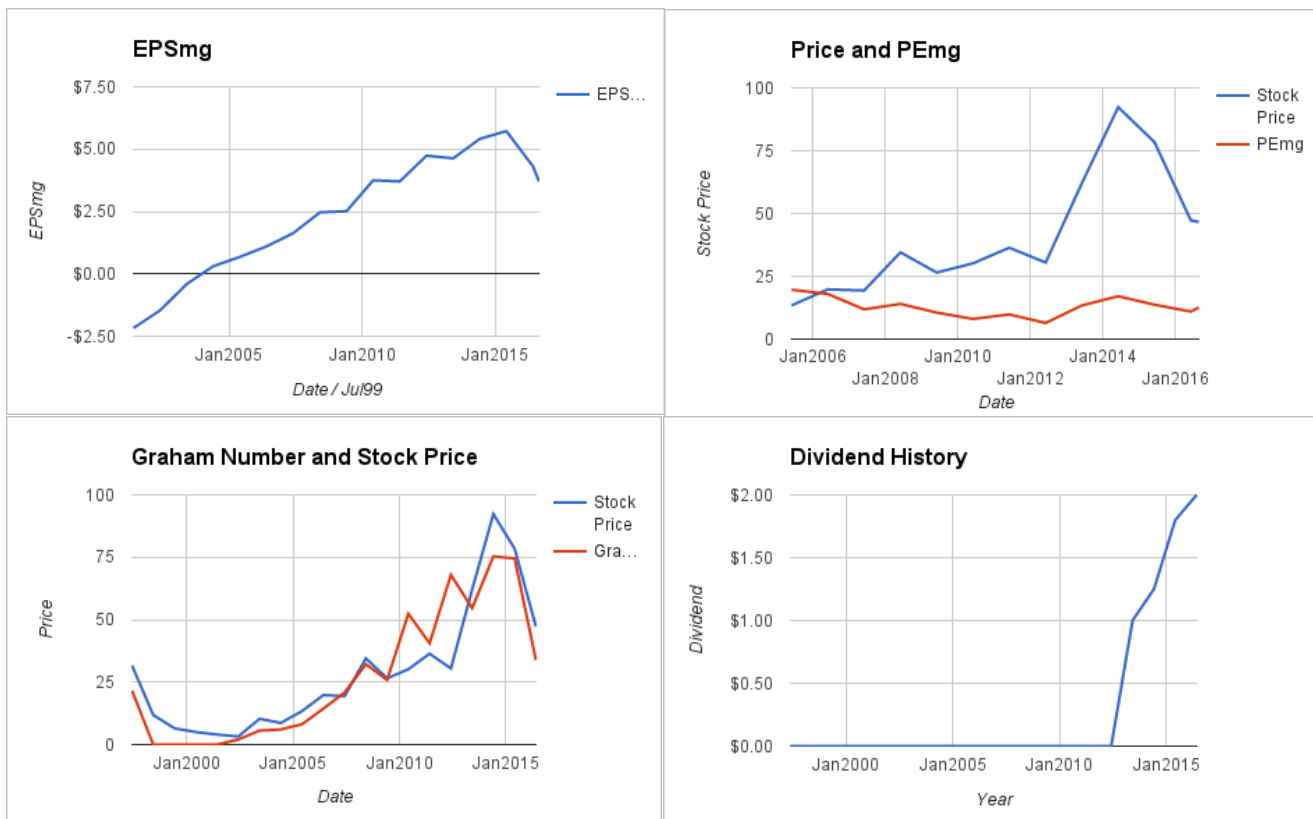 EPSmg
$7.50
$5.00
$2.50
$0.00
-$2.50
EPSmg
EPS...
Jan2005
Jan2010
Jan2015
Date / Jul99
Price and PEmg
100
75
50
25
0
Stock Price
Stock
Price
PEmg
Jan2006
Jan2010
Jan2014
Jan2008
Jan2012
Jan2016
Date
Graham Number and Stock Price
100
75
50
25
0
Price
Stock
Price
Gra...
Jan2000
Jan2005
Jan2010
Jan2015
Date
Dividend History
$2.00
$1.50
$1.00
$0.50
$0.00
Dividend
Jan2000
Jan2005
Jan2010
Jan2015
Year